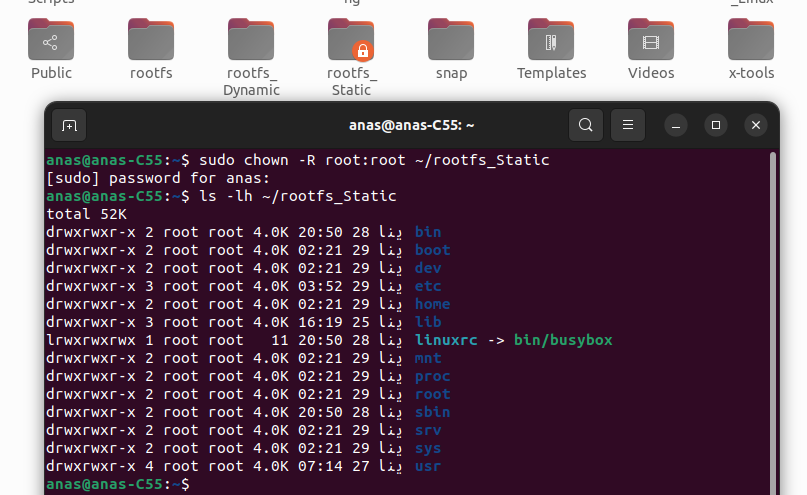 Scripts
ng
_Linux
Public
rootfs
rootfs_
Dynamic
rootfs_
Static
snap
Templates
Videos
x-tools
anas@anas-C55: ~
anas@anas-C55:~$ sudo chown -R root:root ~/rootfs_Static
[sudo] password for anas:
anas@anas-C55:~$ ls -lh ~/rootfs_Static
total 52K
drwxrwxr-x 2 root root 4.0K ينا 28 20:50 bin
drwxrwxr-x 2 root root 4.0K ينا 29 02:21 boot
drwxrwxr-x 2 root root 4.0K ينا 29 02:21 dev
drwxrwxr-x 3 root root 4.0K ينا 29 03:52 etc
drwxrwxr-x 2 root root 4.0K ينا 29 02:21 home
drwxrwxr-x 3 root root 4.0K ينا 25 16:19 lib
lrwxrwxrwx 1 root root   11 ينا 28 20:50 linuxrc -> bin/busybox
drwxrwxr-x 2 root root 4.0K ينا 29 02:21 mnt
drwxrwxr-x 2 root root 4.0K ينا 29 02:21 proc
drwxrwxr-x 2 root root 4.0K ينا 29 02:21 root
drwxrwxr-x 2 root root 4.0K ينا 28 20:50 sbin
drwxrwxr-x 2 root root 4.0K ينا 29 02:21 srv
drwxrwxr-x 2 root root 4.0K ينا 29 02:21 sys
drwxrwxr-x 4 root root 4.0K ينا 27 07:14 usr
anas@anas-C55:~$